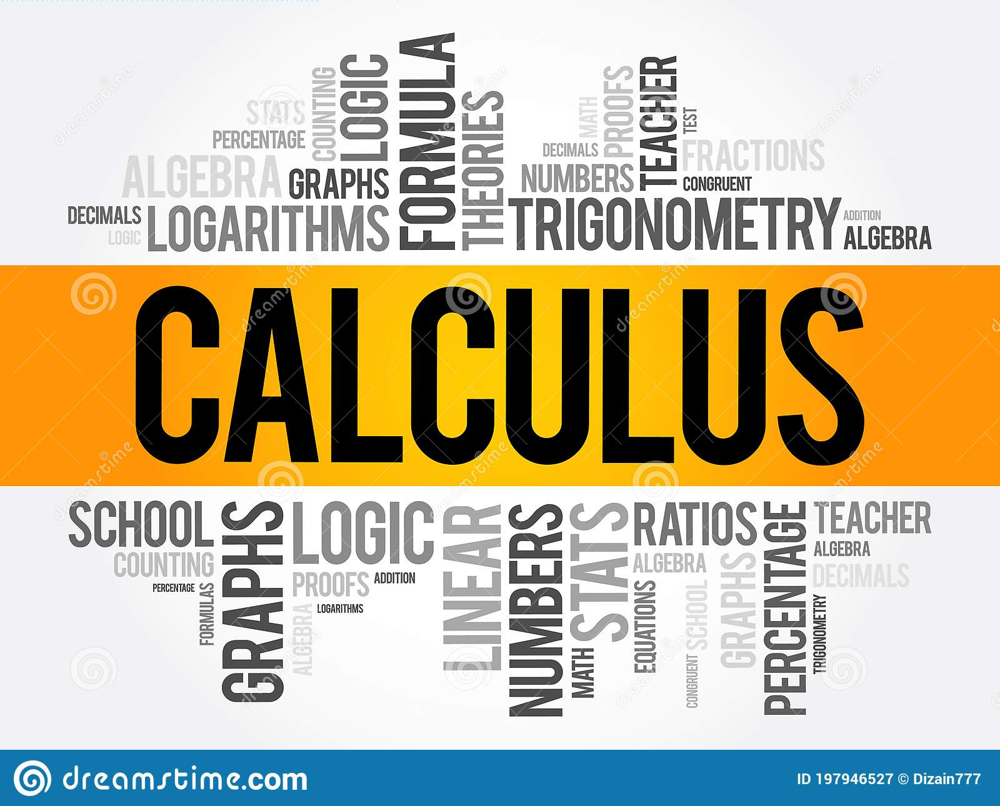 FORMULA
LOGIC
COUNTING
STATS
PERCENTAGE
ALGEBRA
GRAPHS
THEORIES
DECIMALS
LOGIC
LOGARITHMS
TEACHER
PROOFS
MATH
TEST
DECIMALS
FRACTIONS
NUMBERS
CONGRUENT
TRIGONOMETRY
ADDITION
ALGEBRA
CALCULUS
SCHOOL
COUNTING
PERCENTAGE
FORMULAS
GRAPHS
LOGIC
PROOFS
ADDITION
LOGARITHMS
ALGEBRA
LINEAR
NUMBERS
STATS
MATH
RATIOS
ALGEBRA
EQUATIONS
SCHOOL
CONGRUENT
GRAPHS
PERCENTAGE
TEACHER
ALGEBRA
DECIMALS
TRIGONOMETRY
dreamstime.com
ID 197946527 © Dizain777